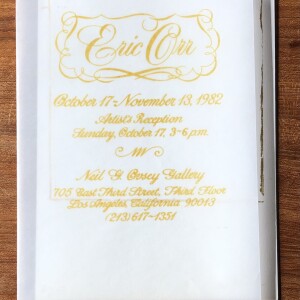 Eric Orr
October 17-November 13, 1982
Artist's Reception
Sunday, October 17, 3-6 p.m.
Neil G. Ovsey Gallery
705 East Third Street, Third Floor
Los Angeles, California 90013
(213) 617-1351